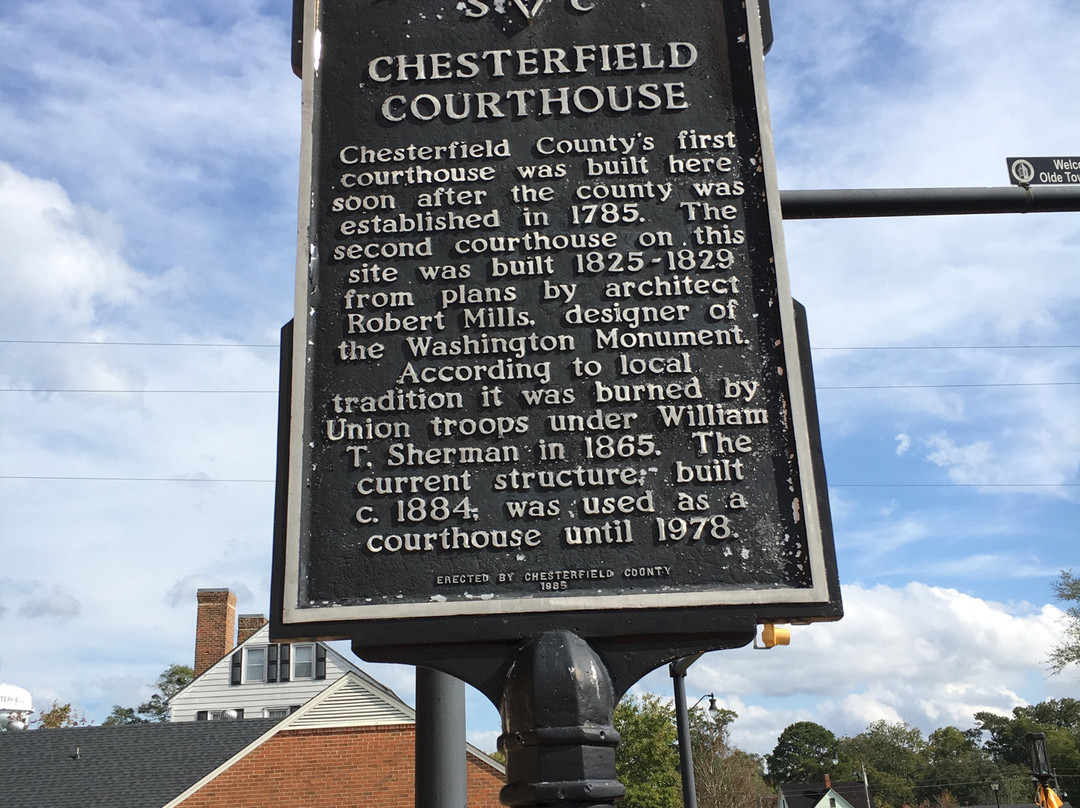 S C
CHESTERFIELD
COURTHOUSE
Chesterfield County's first
courthouse was built here
soon after the county was
established in 1785. The
second courthouse on this
site was built 1825-1829
from plans by architect
Robert Mills, designer of
the Washington Monument.
According to local
tradition it was burned by
Union troops under William
T. Sherman in 1865. The
current structure, built
c. 1884, was used as a
courthouse until 1978.
ERECTED BY CHESTERFIELD COUNTY
1985
Olde